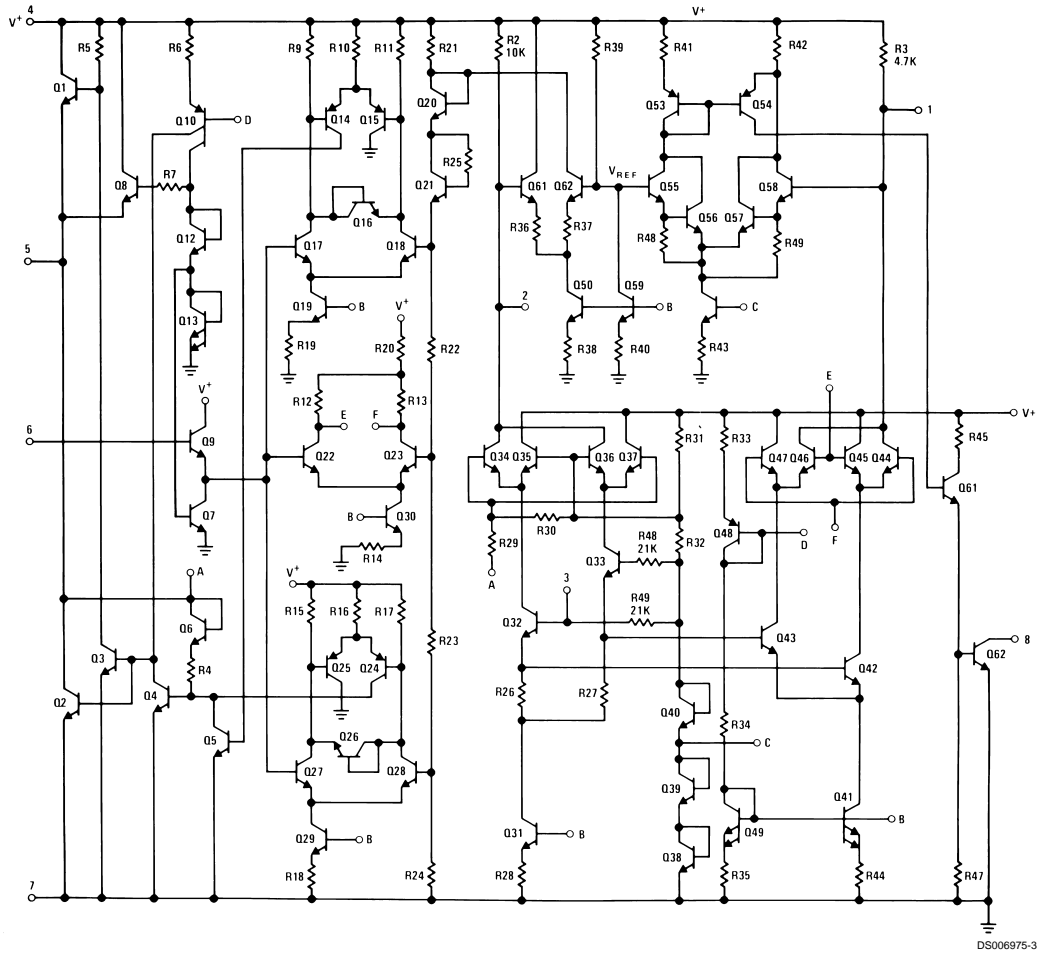 4 V+
V+ R5 R6 R9 R10 R11 R21 R2 10K R39 R41 R42 R3 4.7K
Q1 Q20 Q53 Q54 1
Q10 D Q14 Q15
R25
Q8 R7 Q21 Q61 Q62 VREF Q55 Q58
Q16 Q56 Q57
Q12 Q17 Q18 R36 R37 R48 R49
5
Q50 Q59
Q13 Q19 B 2 B C
V+
R19 R20 R22 R38 R40 R43
E
V+ R12 R13 V+
6 E F
Q9 R31 R33 R45
Q22 Q23 Q34 Q35 Q36 Q37 Q47 Q46 Q45 Q44
Q61
Q7 B Q30 R30 F
R14 R29 R48 21K R32 Q48 D
Q33
A V+ A
3 R49 21K
R15 R16 R17
Q6 Q32 R23 Q43
Q3 R4 Q25 Q24 8
Q62
Q2 Q4 R26 R27 Q42
Q40
Q5 Q26 R34
C
Q27 Q28
Q39
Q41
Q29 B Q31 B Q49 B
Q38
R18 R24 R28 R35 R44 R47
7
DS006975-3